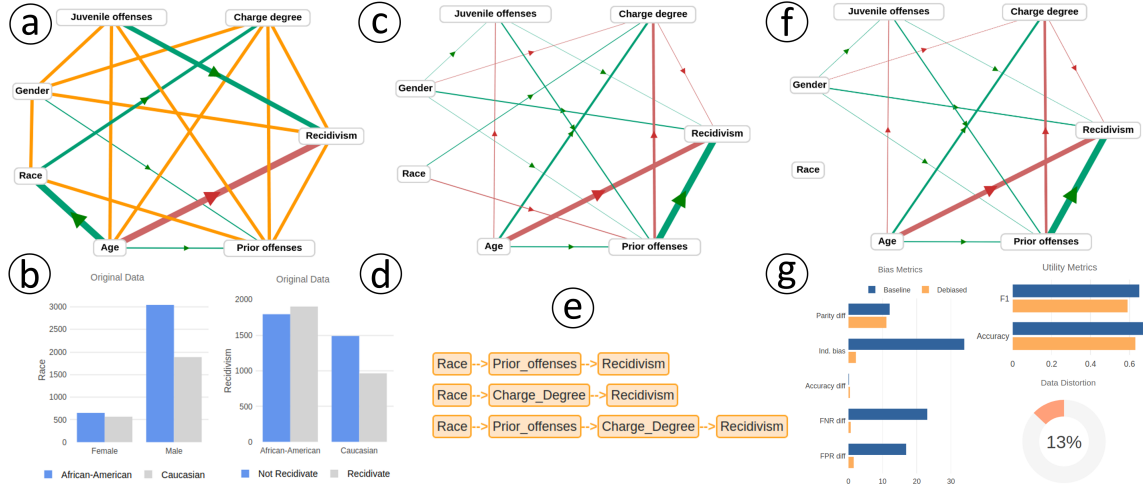 a
Juvenile offenses
Charge degree
Gender
Recidivism
Race
Age
Prior offenses
b
Original Data
Race
3000
2500
2000
1500
1000
500
0
Female
Male
African-American
Caucasian
c
Juvenile offenses
Charge degree
Gender
Recidivism
Race
Age
Prior offenses
d
Original Data
Recidivism
2000
1500
1000
500
0
African-American
Caucasian
Not Recidivate
Recidivate
e
Race-->Prior_offenses-->Recidivism
Race-->Charge_Degree-->Recidivism
Race-->Prior_offenses-->Charge_Degree-->Recidivism
f
Juvenile offenses
Charge degree
Gender
Recidivism
Race
Age
Prior offenses
g
Bias Metrics
Baseline
Debiased
Parity diff
Ind. bias
Accuracy diff
FNR diff
FPR diff
0
10
20
30
Utility Metrics
F1
Accuracy
0
0.2
0.4
0.6
Data Distortion
13%